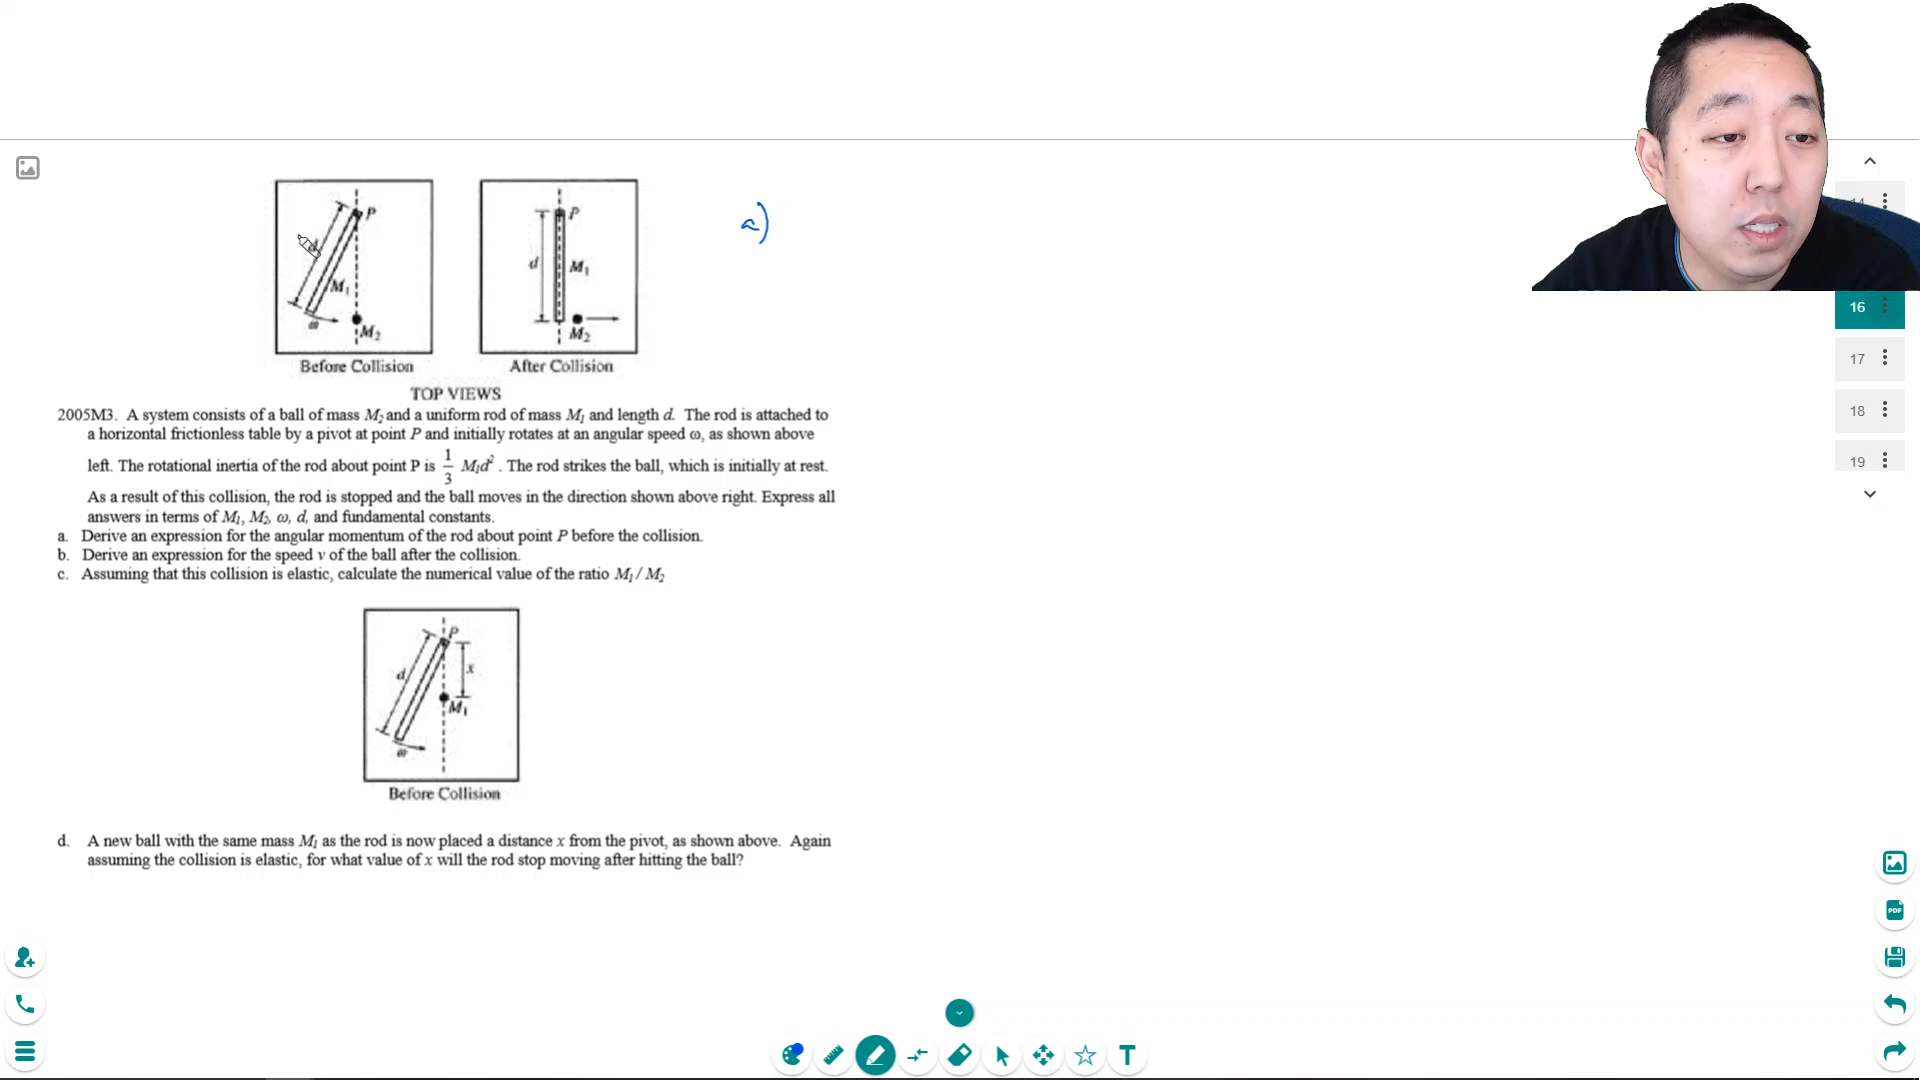 a)
P
d
M₁
ω
M₂
Before Collision
P
d
M₁
M₂
After Collision
TOP VIEWS
2005M3. A system consists of a ball of mass M₂ and a uniform rod of mass M₁ and length d. The rod is attached to
a horizontal frictionless table by a pivot at point P and initially rotates at an angular speed ω, as shown above
left. The rotational inertia of the rod about point P is 1/3 M₁d². The rod strikes the ball, which is initially at rest.
As a result of this collision, the rod is stopped and the ball moves in the direction shown above right. Express all
answers in terms of M₁, M₂, ω, d, and fundamental constants.
a. Derive an expression for the angular momentum of the rod about point P before the collision.
b. Derive an expression for the speed v of the ball after the collision.
c. Assuming that this collision is elastic, calculate the numerical value of the ratio M₁ / M₂
P
d
x
M₁
ω
Before Collision
d. A new ball with the same mass M₁ as the rod is now placed a distance x from the pivot, as shown above. Again
assuming the collision is elastic, for what value of x will the rod stop moving after hitting the ball?
16
17
18
19
PDF
T